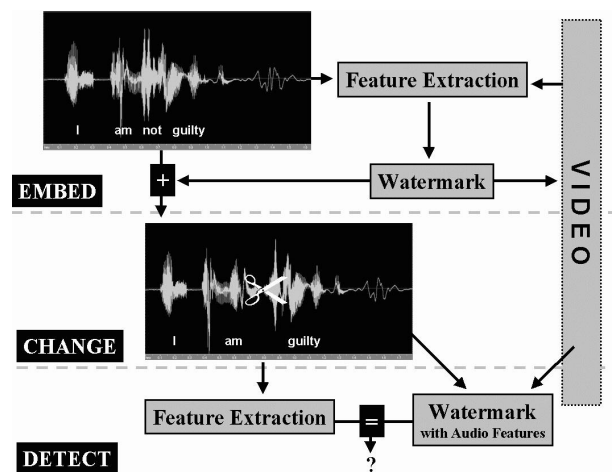 I am not guilty
Feature Extraction
+
Watermark
EMBED
VIDEO
I am guilty
CHANGE
Feature Extraction
=
Watermark
with Audio Features
DETECT
?